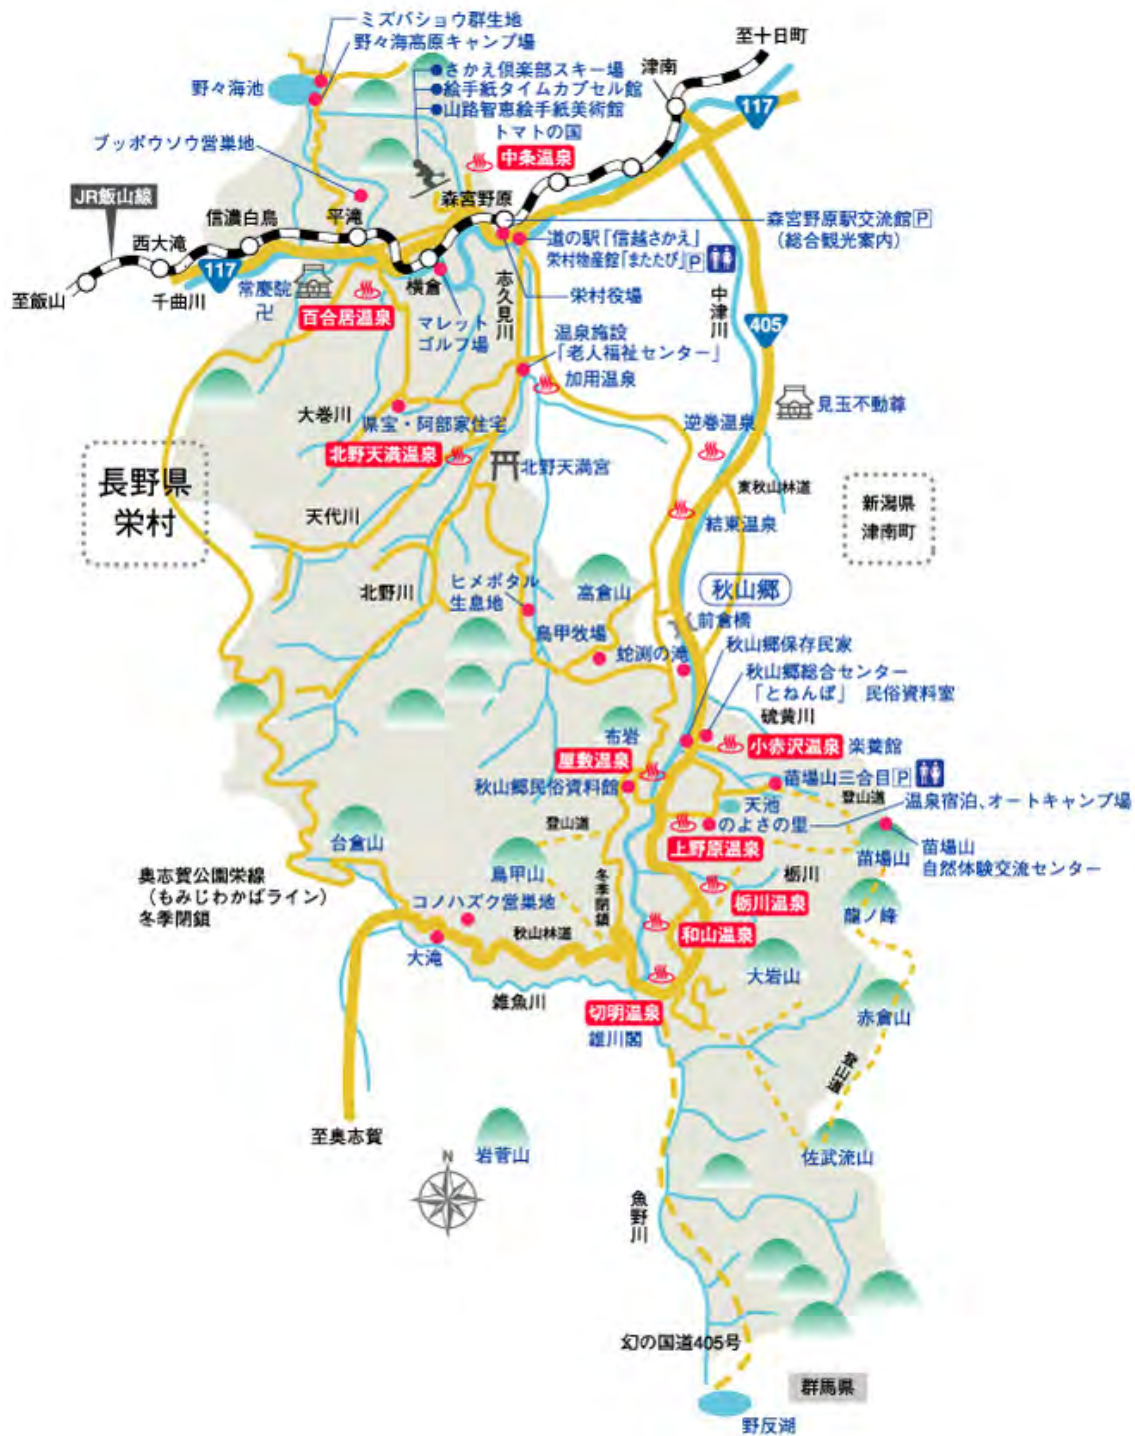 ミズバショウ群生地
野々海高原キャンプ場
至十日町
津南
さかえ倶楽部スキー場
野々海池
絵手紙タイムカプセル館
山路智恵絵手紙美術館
117
トマトの国
ブッポウソウ営巣地
中条温泉
JR飯山線
森宮野原
信濃白鳥
平滝
森宮野原駅交流館P
（総合観光案内）
西大滝
道の駅「信越さかえ」
栄村物産館「またたび」P
117
横倉
至飯山
千曲川
常慶院
卍
志久見川
栄村役場
中津川
百合居温泉
マレット
ゴルフ場
405
温泉施設
「老人福祉センター」
加用温泉
見玉不動尊
大巻川
県宝・阿部家住宅
逆巻温泉
北野天満温泉
北野天満宮
長野県
栄村
東秋山林道
新潟県
津南町
天代川
結東温泉
北野川
ヒメボタル
生息地
高倉山
秋山郷
前倉橋
鳥甲牧場
蛇渕の滝
秋山郷保存民家
秋山郷総合センター
「とねんぼ」 民俗資料室
硫黄川
布岩
小赤沢温泉 楽養館
屋敷温泉
秋山郷民俗資料館
苗場山三合目P
登山道
天池
温泉宿泊、オートキャンプ場
登山道
のよさの里
台倉山
上野原温泉
苗場山
苗場山
自然体験交流センター
鳥甲山
冬季閉鎖
栃川
奥志賀公園栄線
（もみじわかばライン）
冬季閉鎖
栃川温泉
コノハズク営巣地
龍ノ峰
秋山林道
和山温泉
大滝
大岩山
雑魚川
切明温泉
雄川閣
赤倉山
登山道
至奥志賀
岩菅山
佐武流山
N
魚野川
幻の国道405号
群馬県
野反湖